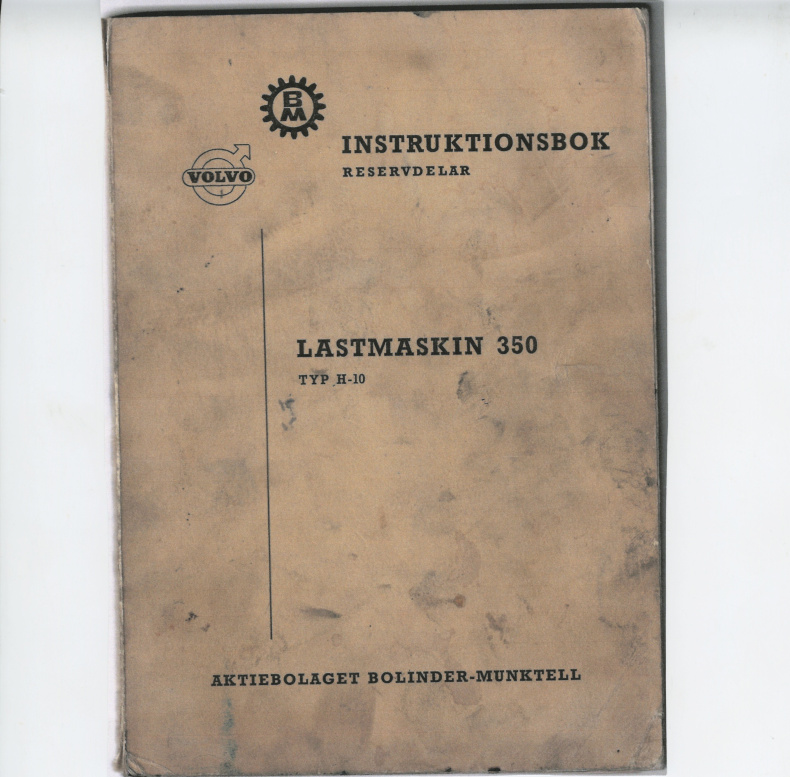 BM
INSTRUKTIONSBOK
RESERVDELAR
VOLVO
LASTMASKIN 350
TYP H-10
AKTIEBOLAGET BOLINDER-MUNKTELL